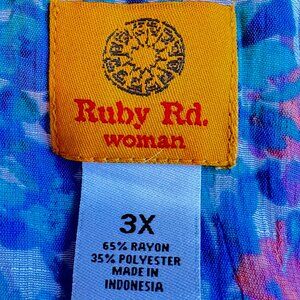 Ruby Rd.
woman
3X
65% RAYON
35% POLYESTER
MADE IN
INDONESIA